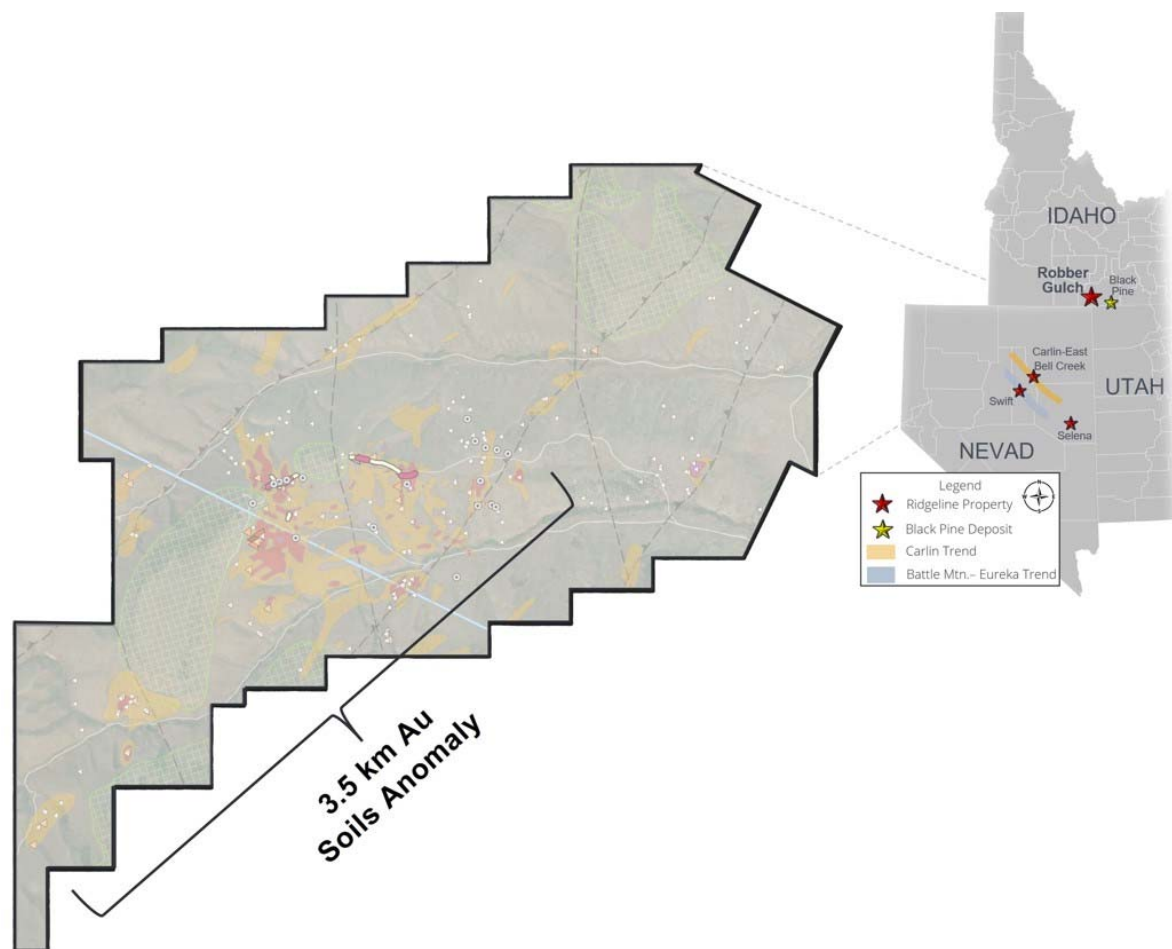 3.5 km Au
Soils Anomaly
IDAHO
Robber
Gulch
Black
Pine
Carlin-East
Bell Creek
Swift
UTAH
Selena
NEVAD
Legend
Ridgeline Property
Black Pine Deposit
Carlin Trend
Battle Mtn.– Eureka Trend